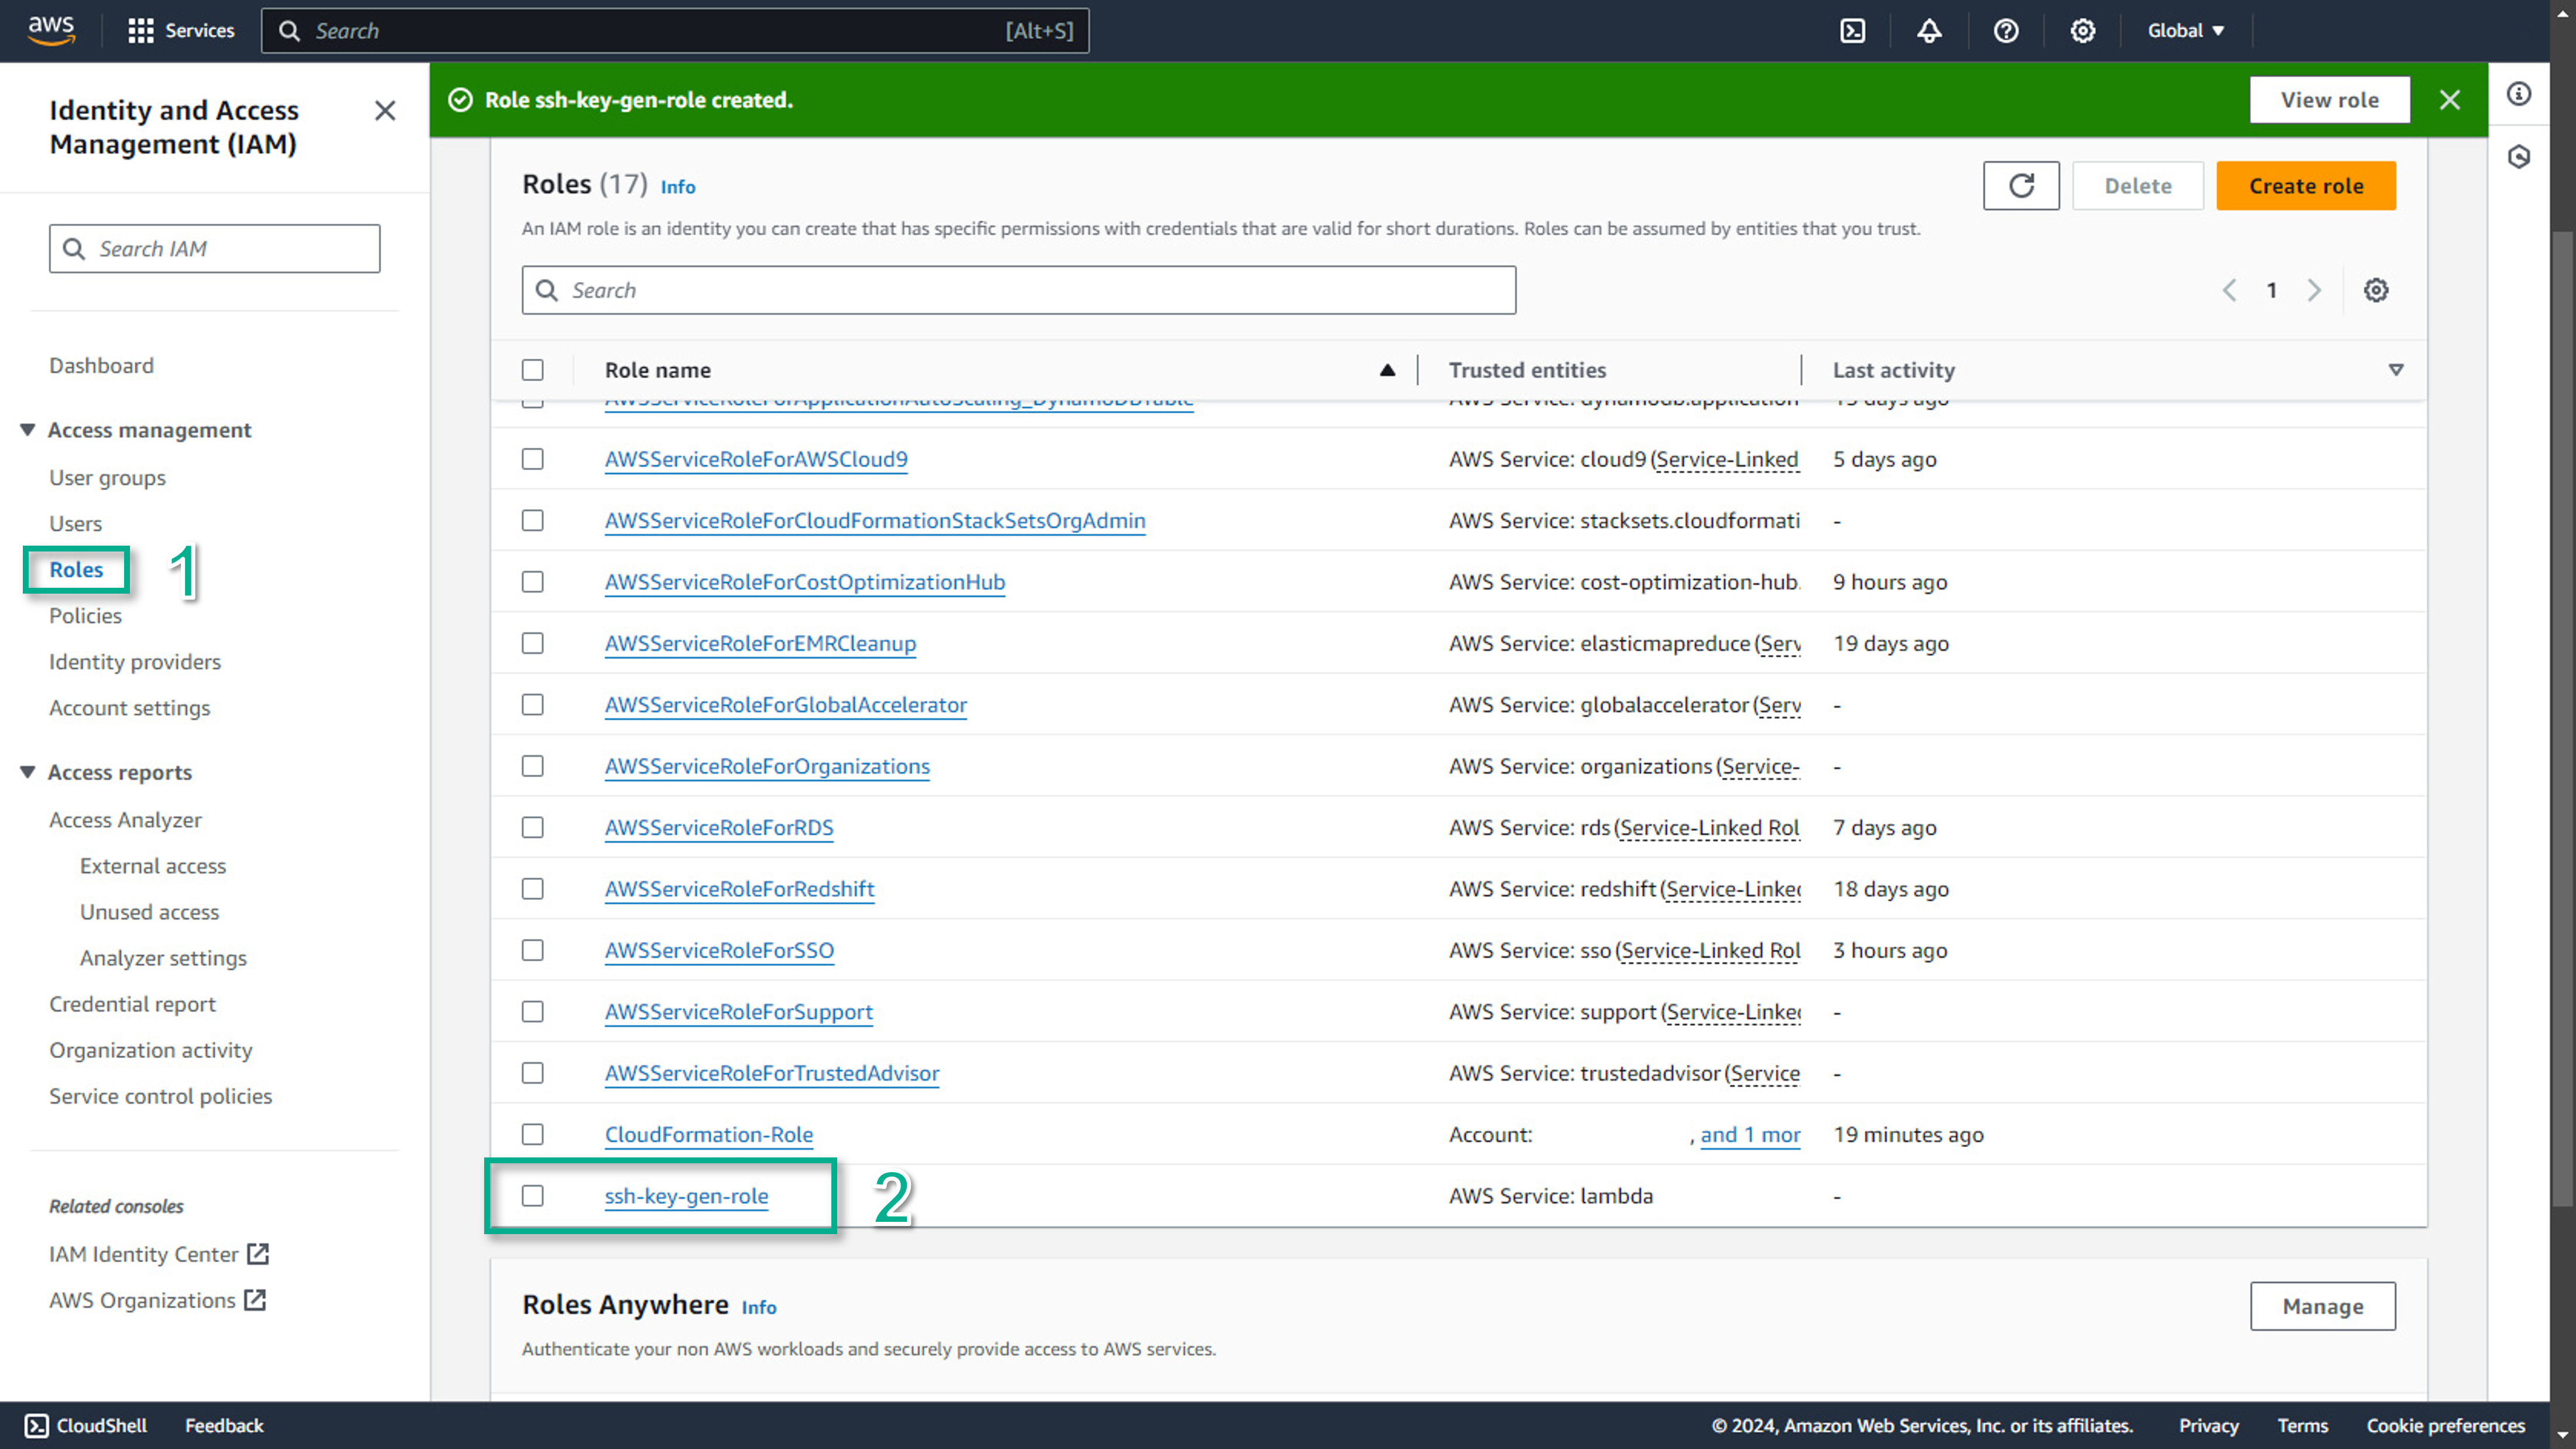 aws
Services
Search
[Alt+S]
Global
Identity and Access
Management (IAM)
Search IAM
Dashboard
Access management
User groups
Users
Roles
1
Policies
Identity providers
Account settings
Access reports
Access Analyzer
External access
Unused access
Analyzer settings
Credential report
Organization activity
Service control policies
Related consoles
IAM Identity Center
AWS Organizations
Role ssh-key-gen-role created.
View role
Roles (17) Info
Delete
Create role
An IAM role is an identity you can create that has specific permissions with credentials that are valid for short durations. Roles can be assumed by entities that you trust.
Search
1
Role name Trusted entities Last activity
AWSServiceRoleForApplicationAutoScaling_DynamoDBTable AWS Service: dynamodb.application 15 days ago
AWSServiceRoleForAWSCloud9 AWS Service: cloud9 (Service-Linked 5 days ago
AWSServiceRoleForCloudFormationStackSetsOrgAdmin AWS Service: stacksets.cloudformati -
AWSServiceRoleForCostOptimizationHub AWS Service: cost-optimization-hub. 9 hours ago
AWSServiceRoleForEMRCleanup AWS Service: elasticmapreduce (Serv 19 days ago
AWSServiceRoleForGlobalAccelerator AWS Service: globalaccelerator (Serv -
AWSServiceRoleForOrganizations AWS Service: organizations (Service- -
AWSServiceRoleForRDS AWS Service: rds (Service-Linked Rol 7 days ago
AWSServiceRoleForRedshift AWS Service: redshift (Service-Linked 18 days ago
AWSServiceRoleForSSO AWS Service: sso (Service-Linked Rol 3 hours ago
AWSServiceRoleForSupport AWS Service: support (Service-Linked -
AWSServiceRoleForTrustedAdvisor AWS Service: trustedadvisor (Service -
CloudFormation-Role Account: , and 1 mor 19 minutes ago
ssh-key-gen-role 2 AWS Service: lambda -
Roles Anywhere Info
Manage
Authenticate your non AWS workloads and securely provide access to AWS services.
CloudShell
Feedback
© 2024, Amazon Web Services, Inc. or its affiliates.
Privacy
Terms
Cookie preferences